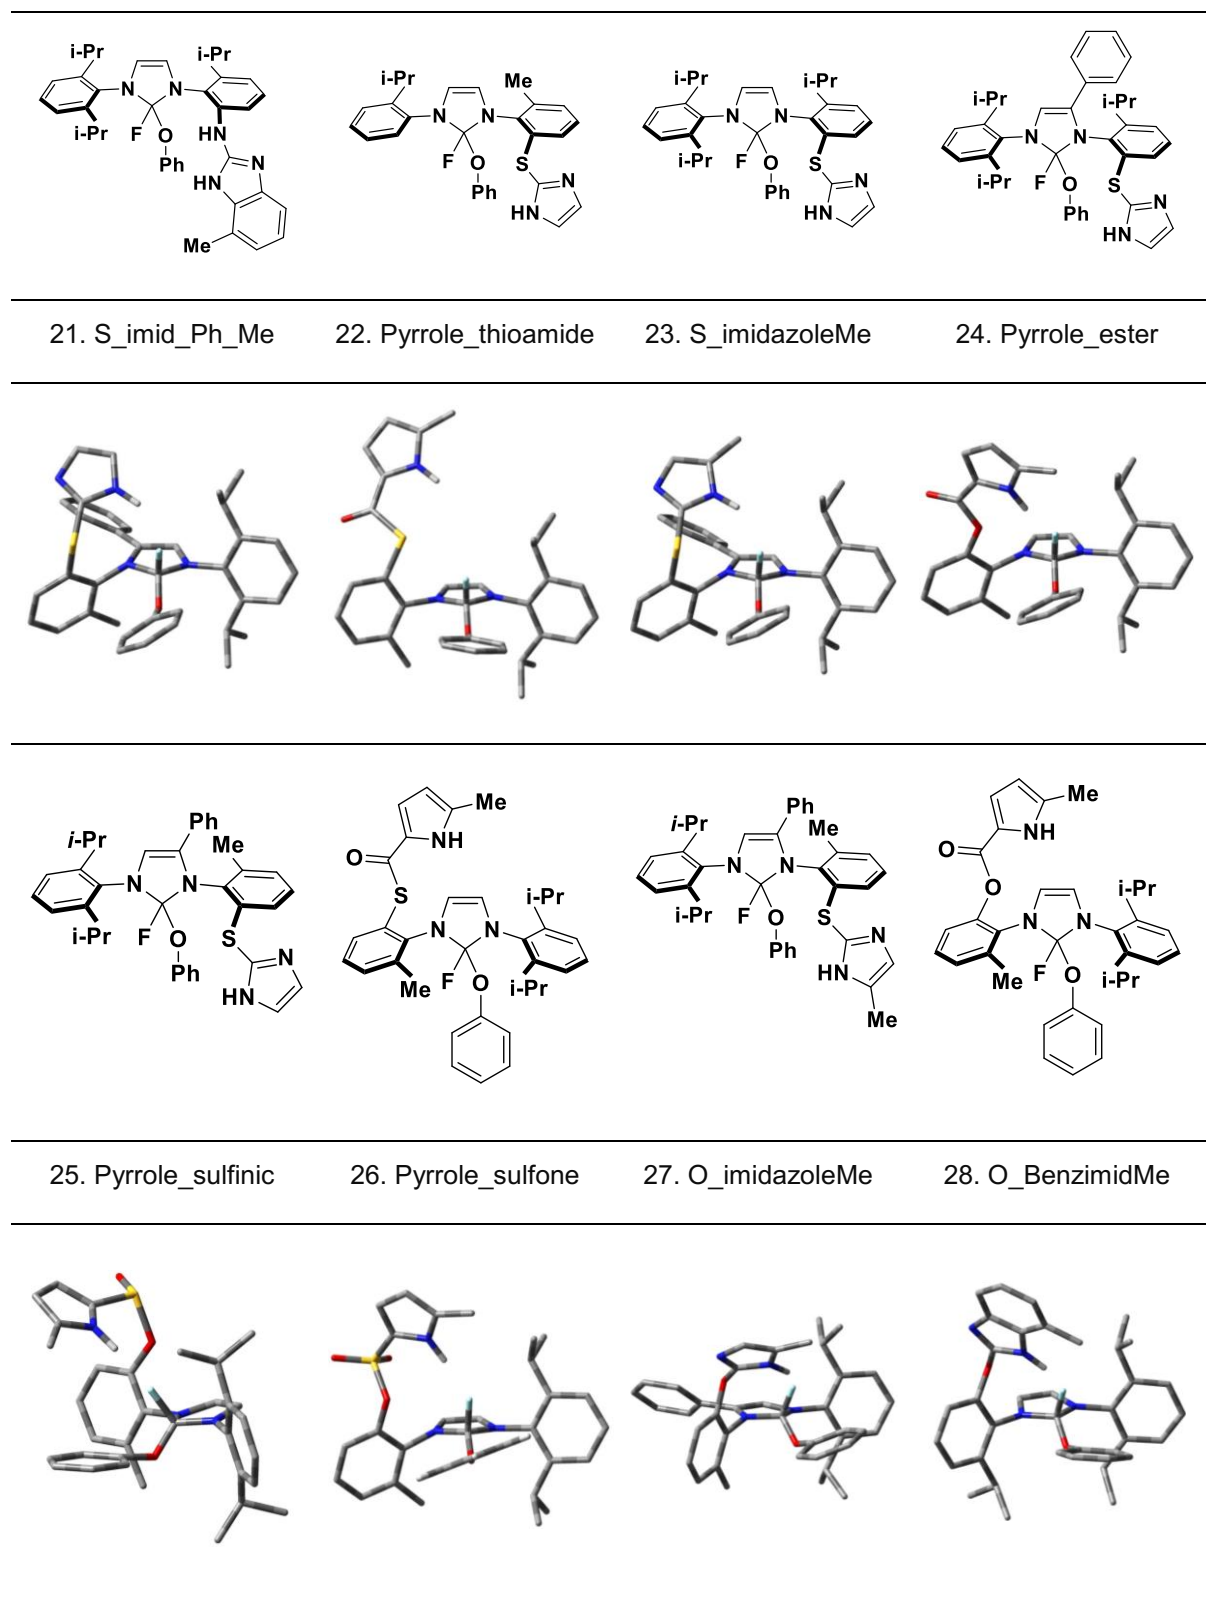 i-Pr i-Pr
N N
i-Pr F O HN
Ph
HN N
Me
i-Pr Me
N N
F O S
Ph N
HN
i-Pr i-Pr
N N
i-Pr F O S
Ph N
HN
i-Pr i-Pr
N N
i-Pr F O S
Ph N
HN
21. S_imid_Ph_Me 22. Pyrrole_thioamide 23. S_imidazoleMe 24. Pyrrole_ester
Ph
i-Pr Me
N N
i-Pr F O S
Ph N
HN
Me
NH
O
S
N N i-Pr
Me F O i-Pr
Ph
i-Pr Me
N N
i-Pr F O S
Ph N
HN
Me
Me
NH
O
O
N N i-Pr
Me F O i-Pr
25. Pyrrole_sulfinic 26. Pyrrole_sulfone 27. O_imidazoleMe 28. O_BenzimidMe